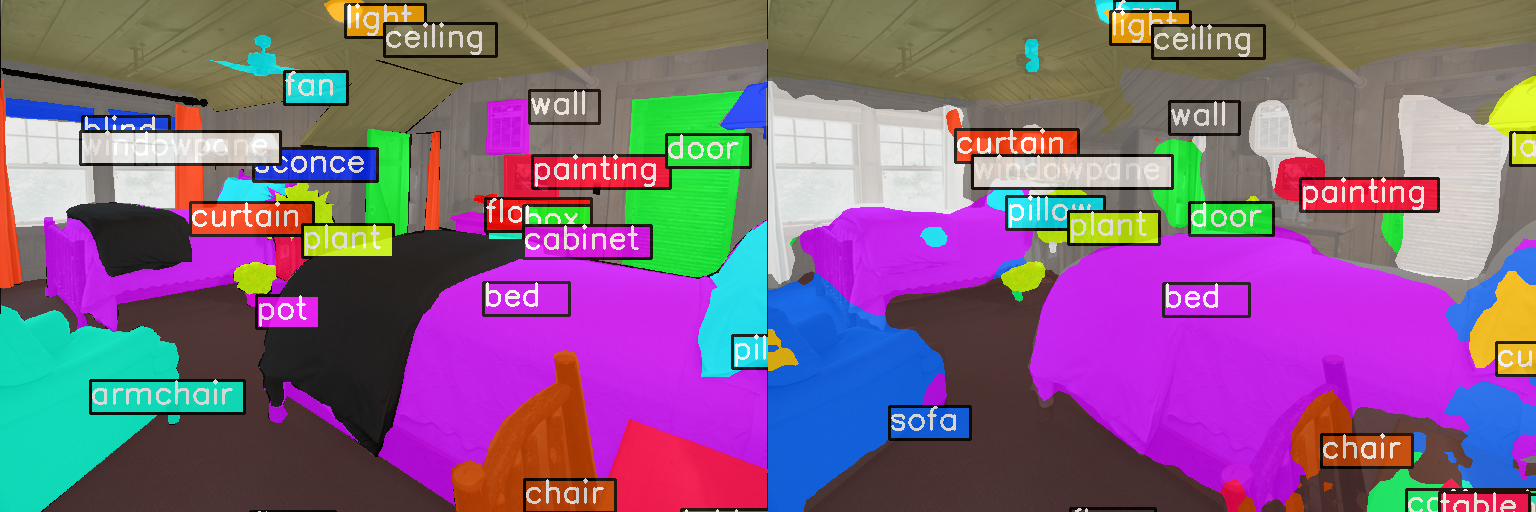 light
ceiling
fan
wall
blind
windowpane
sconce
door
painting
curtain
box
plant
cabinet
bed
pot
armchair
chair
light
ceiling
wall
curtain
windowpane
painting
pillow
plant
door
bed
sofa
chair
table